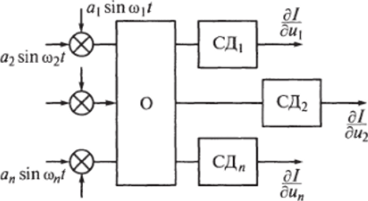 a₁ sin ω₁t
СД₁
∂I
∂u₁
a₂ sin ω₂t
О
СД₂
∂I
∂u₂
aₙ sin ωₙt
СДₙ
∂I
∂uₙ